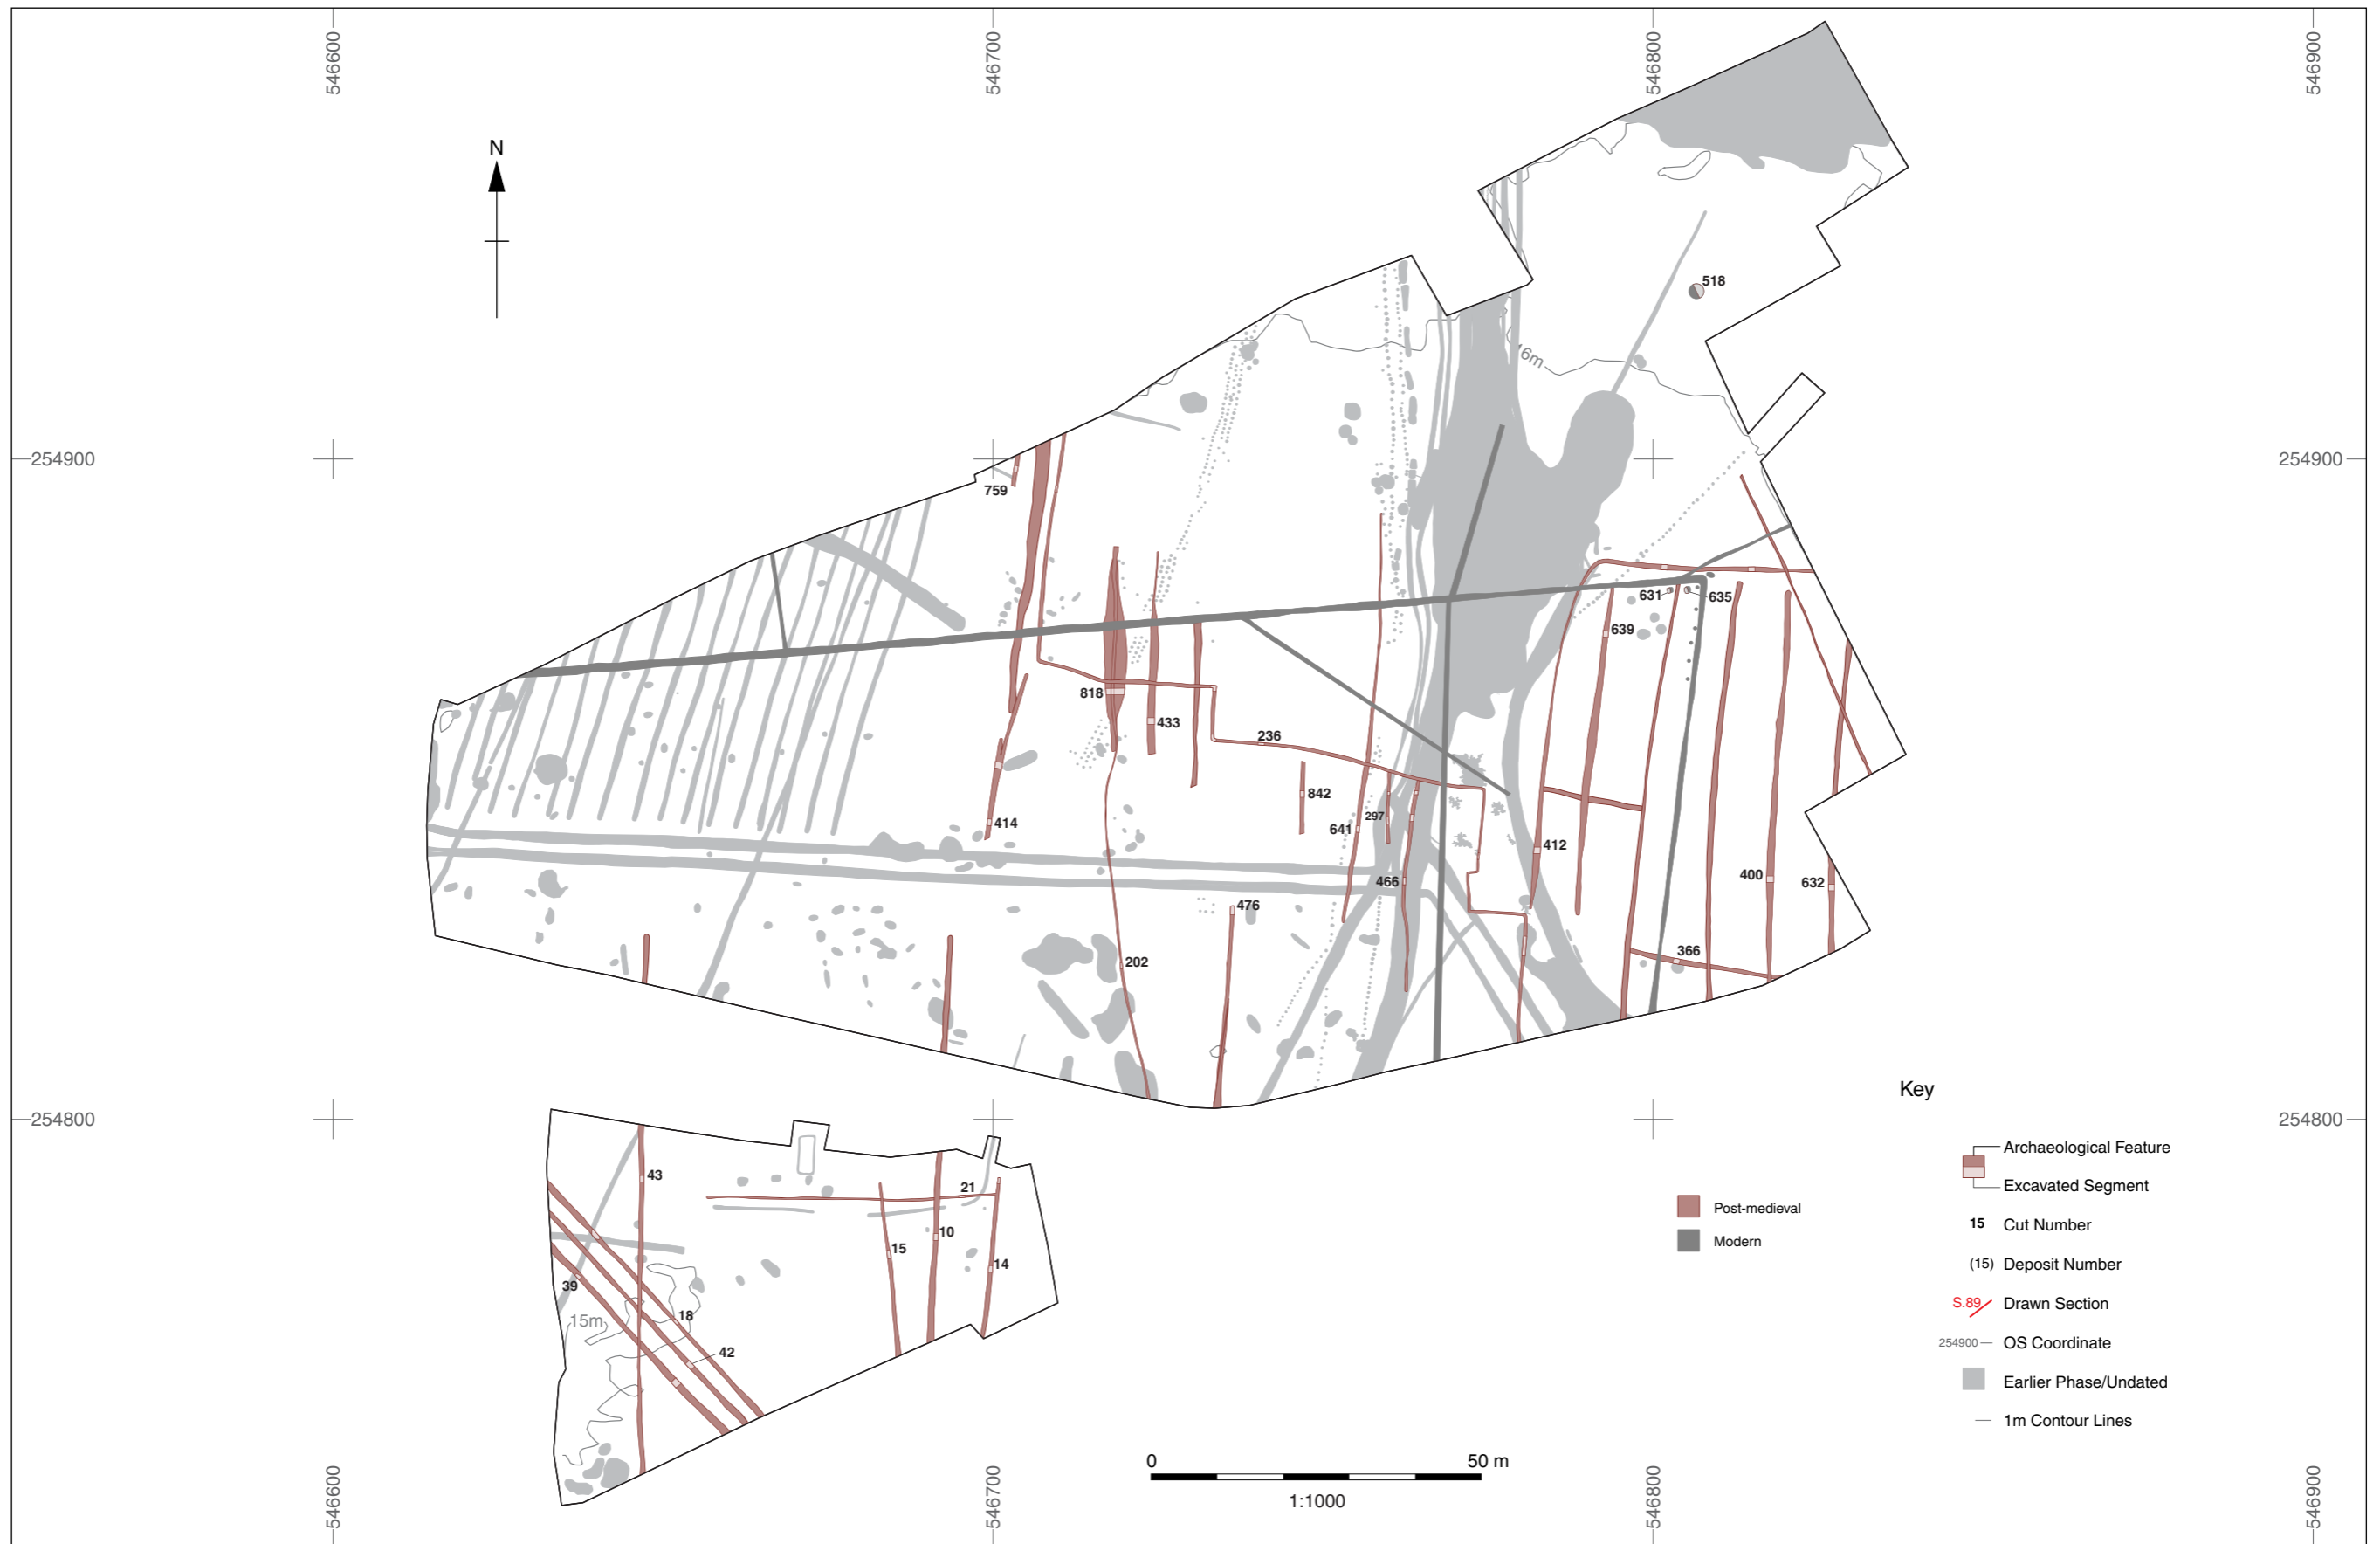 546600
546700
546800
546900
N
518
16m
254900
254900
759
631
635
639
818
433
236
842
414
297
641
412
466
400
632
476
366
202
Key
254800
254800
Archaeological Feature
43
Excavated Segment
21
Post-medieval
15 Cut Number
10
Modern
15
14
(15) Deposit Number
39
S.89 Drawn Section
18
15m
254900 OS Coordinate
42
Earlier Phase/Undated
1m Contour Lines
0 50 m
1:1000
546600
546700
546800
546900